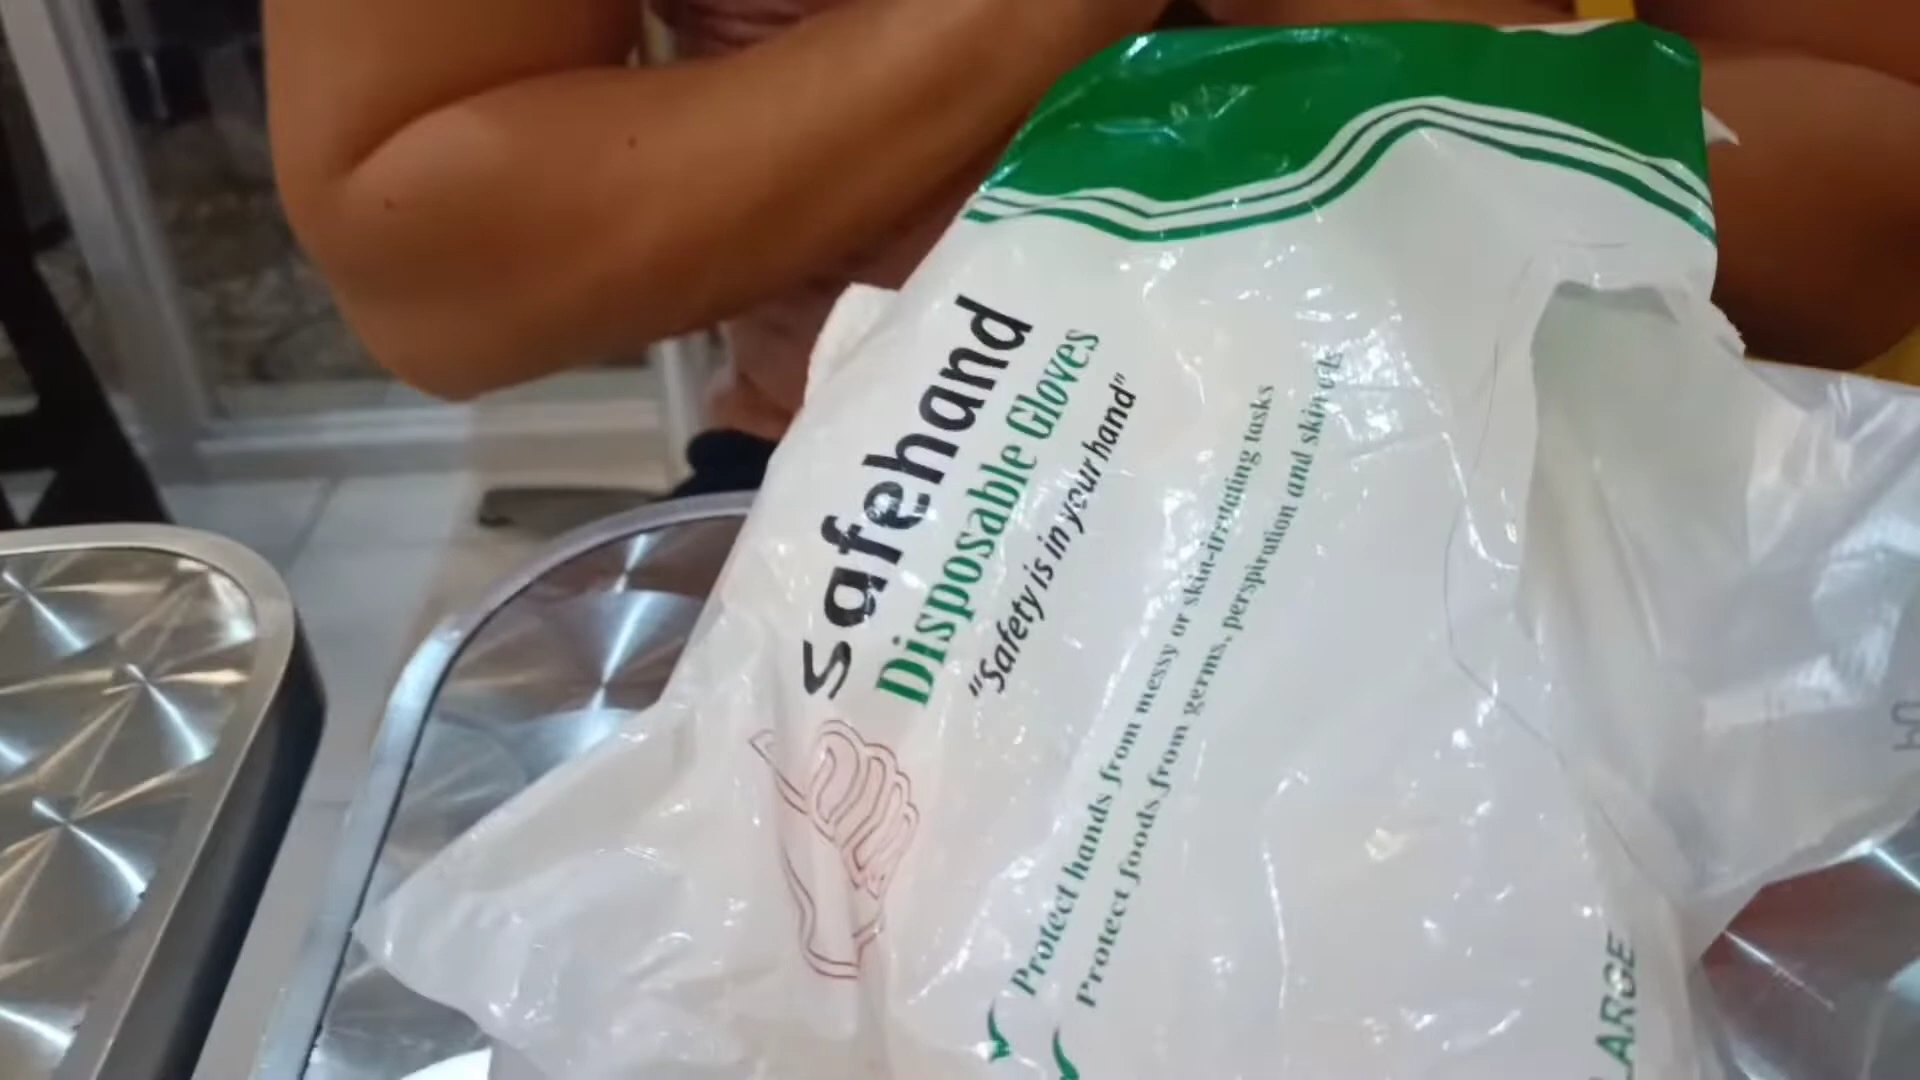 safehand
Disposable Gloves
"Safety is in your hand"
Protect hands from messy or skin-irritating tasks
Protect foods from germs, perspiration and skin oils
LARGE